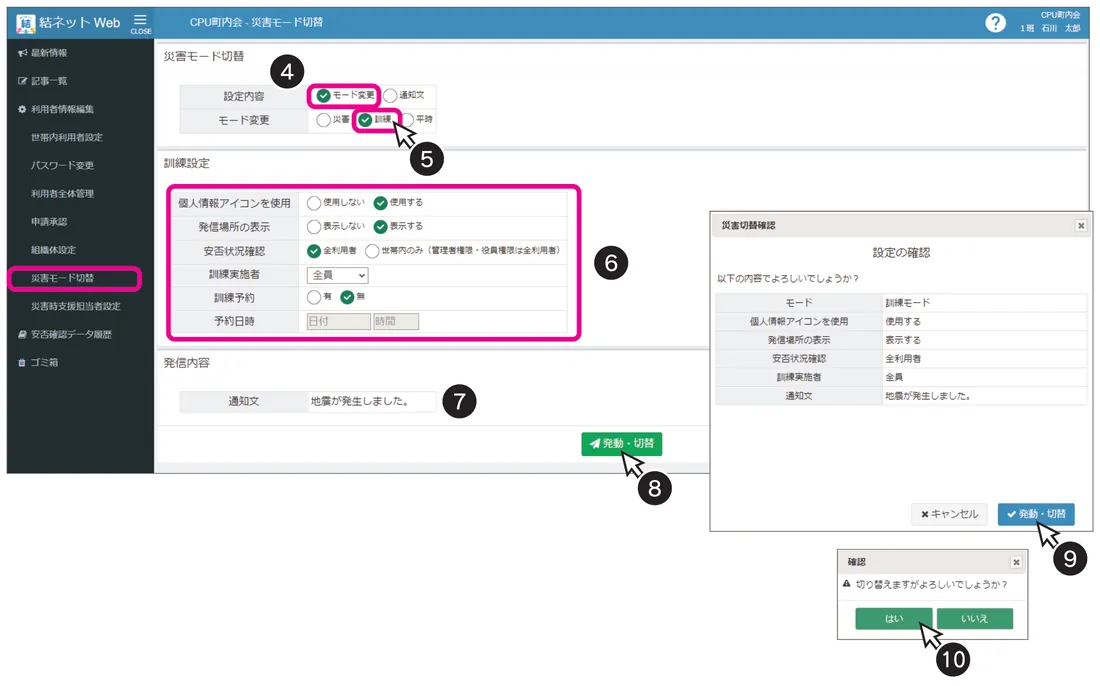 結ネット Web
CLOSE
CPU町内会 - 災害モード切替
?
CPU町内会
1 班 石川 太郎
最新情報
記事一覧
利用者情報編集
世帯内利用者設定
パスワード変更
利用者全体管理
申請承認
組織体設定
災害モード切替
災害時支援担当者設定
安否確認データ履歴
ゴミ箱
災害モード切替
4
設定内容 モード変更 通知文
モード変更 災害 訓練 平時
5
訓練設定
個人情報アイコンを使用 使用しない 使用する
発信場所の表示 表示しない 表示する
安否状況確認 全利用者 世帯内のみ（管理者権限・役員権限は全利用者）
訓練実施者 全員
訓練予約 有 無
予約日時 日付 時間
6
発信内容
通知文 地震が発生しました。
7
発動・切替
8
災害切替確認
設定の確認
以下の内容でよろしいでしょうか？
モード 訓練モード
個人情報アイコンを使用 使用する
発信場所の表示 表示する
安否状況確認 全利用者
訓練実施者 全員
通知文 地震が発生しました。
キャンセル 発動・切替
9
確認
切り替えますがよろしいでしょうか？
はい いいえ
10